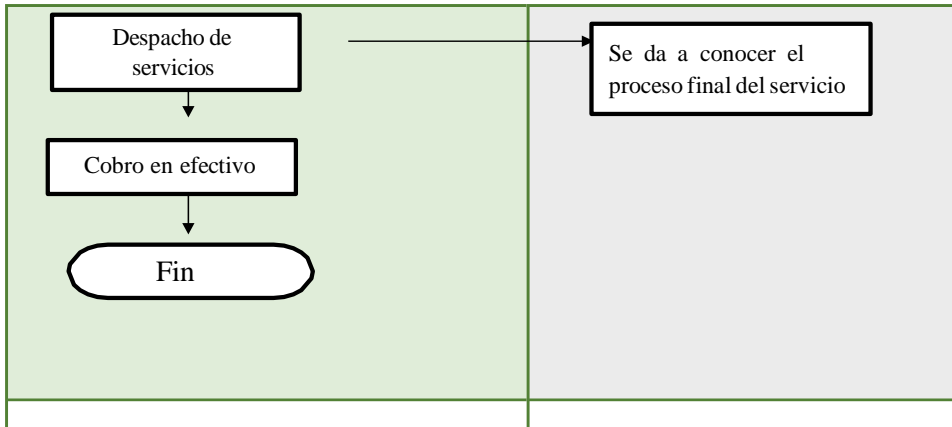 Despacho de
servicios
Se da a conocer el
proceso final del servicio
Cobro en efectivo
Fin